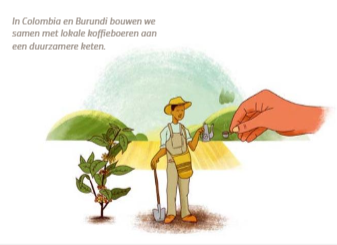 In Colombia en Burundi bouwen we
samen met lokale koffieboeren aan
een duurzamere keten.